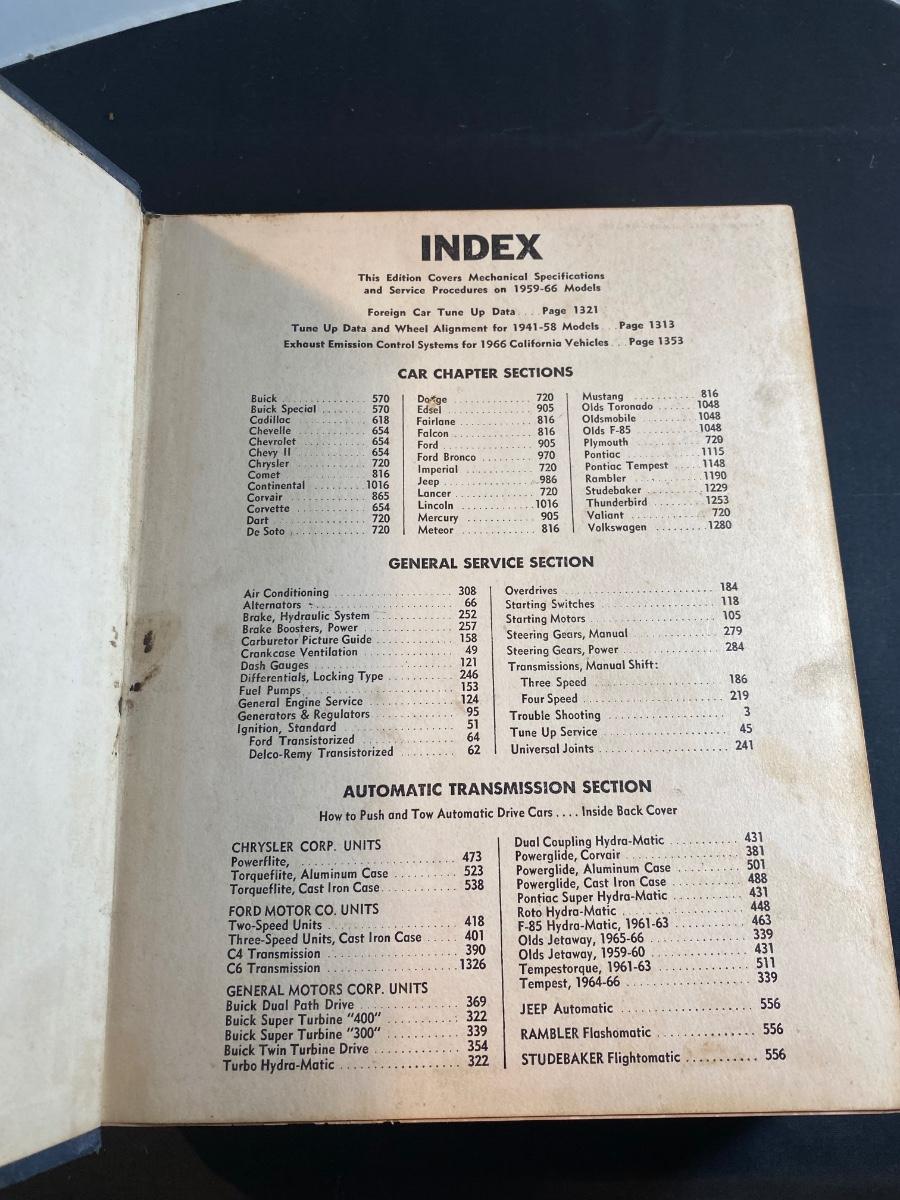 INDEX
This Edition Covers Mechanical Specifications
and Service Procedures on 1959-66 Models
Foreign Car Tune Up Data . . . Page 1321
Tune Up Data and Wheel Alignment for 1941-58 Models . . . Page 1313
Exhaust Emission Control Systems for 1966 California Vehicles . . . Page 1353
CAR CHAPTER SECTIONS
Buick 570
Buick Special 570
Cadillac 618
Chevelle 654
Chevrolet 654
Chevy II 654
Chrysler 720
Comet 816
Continental 1016
Corvair 865
Corvette 654
Dart 720
De Soto 720
Dodge 720
Edsel 905
Fairlane 816
Falcon 816
Ford 905
Ford Bronco 970
Imperial 720
Jeep 986
Lancer 720
Lincoln 1016
Mercury 905
Meteor 816
Mustang 816
Olds Toronado 1048
Oldsmobile 1048
Olds F-85 1048
Plymouth 720
Pontiac 1115
Pontiac Tempest 1148
Rambler 1190
Studebaker 1229
Thunderbird 1253
Valiant 720
Volkswagen 1280
GENERAL SERVICE SECTION
Air Conditioning 308
Alternators 66
Brake, Hydraulic System 252
Brake Boosters, Power 257
Carburetor Picture Guide 158
Crankcase Ventilation 49
Dash Gauges 121
Differentials, Locking Type 246
Fuel Pumps 153
General Engine Service 124
Generators & Regulators 95
Ignition, Standard 51
Ford Transistorized 64
Delco-Remy Transistorized 62
Overdrives 184
Starting Switches 118
Starting Motors 105
Steering Gears, Manual 279
Steering Gears, Power 284
Transmissions, Manual Shift:
Three Speed 186
Four Speed 219
Trouble Shooting 3
Tune Up Service 45
Universal Joints 241
AUTOMATIC TRANSMISSION SECTION
How to Push and Tow Automatic Drive Cars . . . . Inside Back Cover
CHRYSLER CORP. UNITS
Powerflite, 473
Torqueflite, Aluminum Case 523
Torqueflite, Cast Iron Case 538
FORD MOTOR CO. UNITS
Two-Speed Units 418
Three-Speed Units, Cast Iron Case 401
C4 Transmission 390
C6 Transmission 1326
GENERAL MOTORS CORP. UNITS
Buick Dual Path Drive 369
Buick Super Turbine "400" 322
Buick Super Turbine "300" 339
Buick Twin Turbine Drive 354
Turbo Hydra-Matic 322
Dual Coupling Hydra-Matic 431
Powerglide, Corvair 381
Powerglide, Aluminum Case 501
Powerglide, Cast Iron Case 488
Pontiac Super Hydra-Matic 431
Roto Hydra-Matic 448
F-85 Hydra-Matic, 1961-63 463
Olds Jetaway, 1965-66 339
Olds Jetaway, 1959-60 431
Tempestorque, 1961-63 511
Tempest, 1964-66 339
JEEP Automatic 556
RAMBLER Flashomatic 556
STUDEBAKER Flightomatic 556